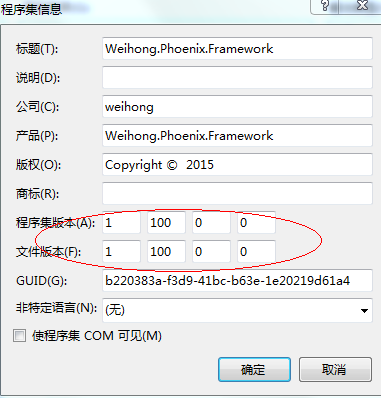 程序集信息
标题(T): Weihong.Phoenix.Framework
说明(D):
公司(C): weihong
产品(P): Weihong.Phoenix.Framework
版权(O): Copyright © 2015
商标(R):
程序集版本(A): 1 100 0 0
文件版本(F): 1 100 0 0
GUID(G): b220383a-f3d9-41bc-b63e-1e20219d61a4
非特定语言(N): (无)
使程序集 COM 可见(M)
确定 取消